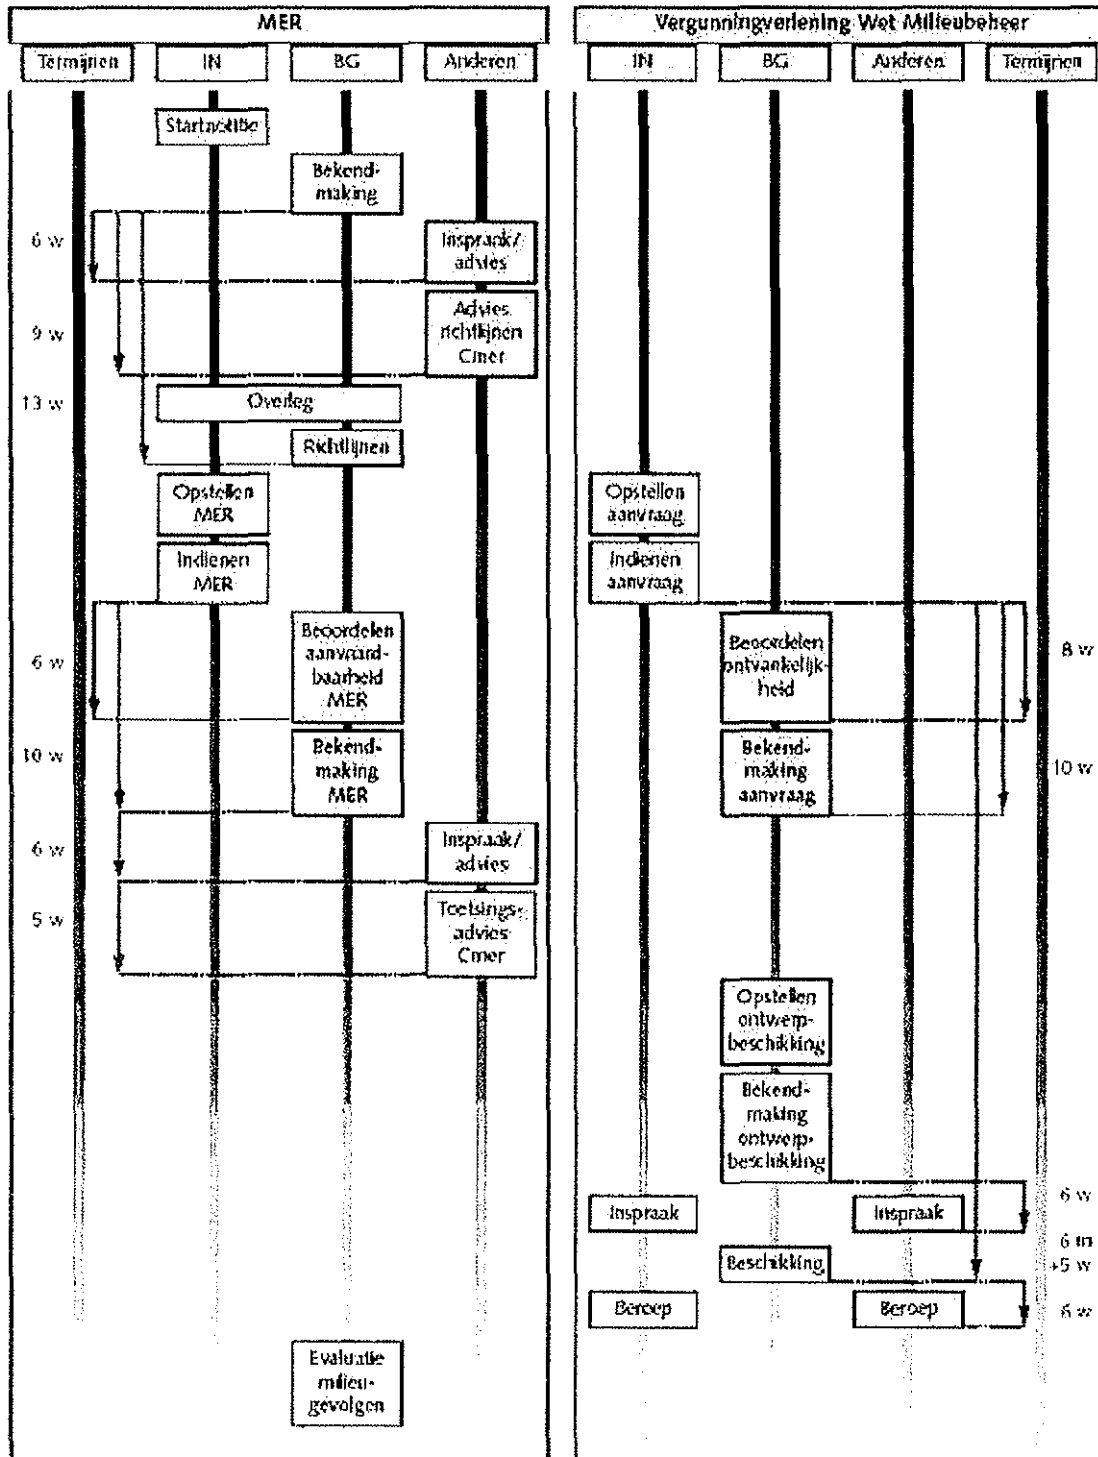 MER
Vergunningverlening Wet Milieubeheer
Termijnen
IN
BG
Anderen
IN
BG
Anderen
Termijnen
Startnotitie
Bekend-
making
6 w
Inspraak/
advies
9 w
Advies
richtlijnen
Cmer
13 w
Overleg
Richtlijnen
Opstellen
MER
Opstellen
aanvraag
Indienen
MER
Indienen
aanvraag
6 w
Beoordelen
aanvaard-
baarheid
MER
Beoordelen
ontvankelijk-
heid
8 w
10 w
Bekend-
making
MER
Bekend-
making
aanvraag
10 w
6 w
Inspraak/
advies
5 w
Toetsings-
advies
Cmer
Opstellen
ontwerp-
beschikking
Bekend-
making
ontwerp-
beschikking
6 w
Inspraak
Inspraak
6 m
+5 w
Beschikking
Beroep
Beroep
6 w
Evaluatie
milieu-
gevolgen